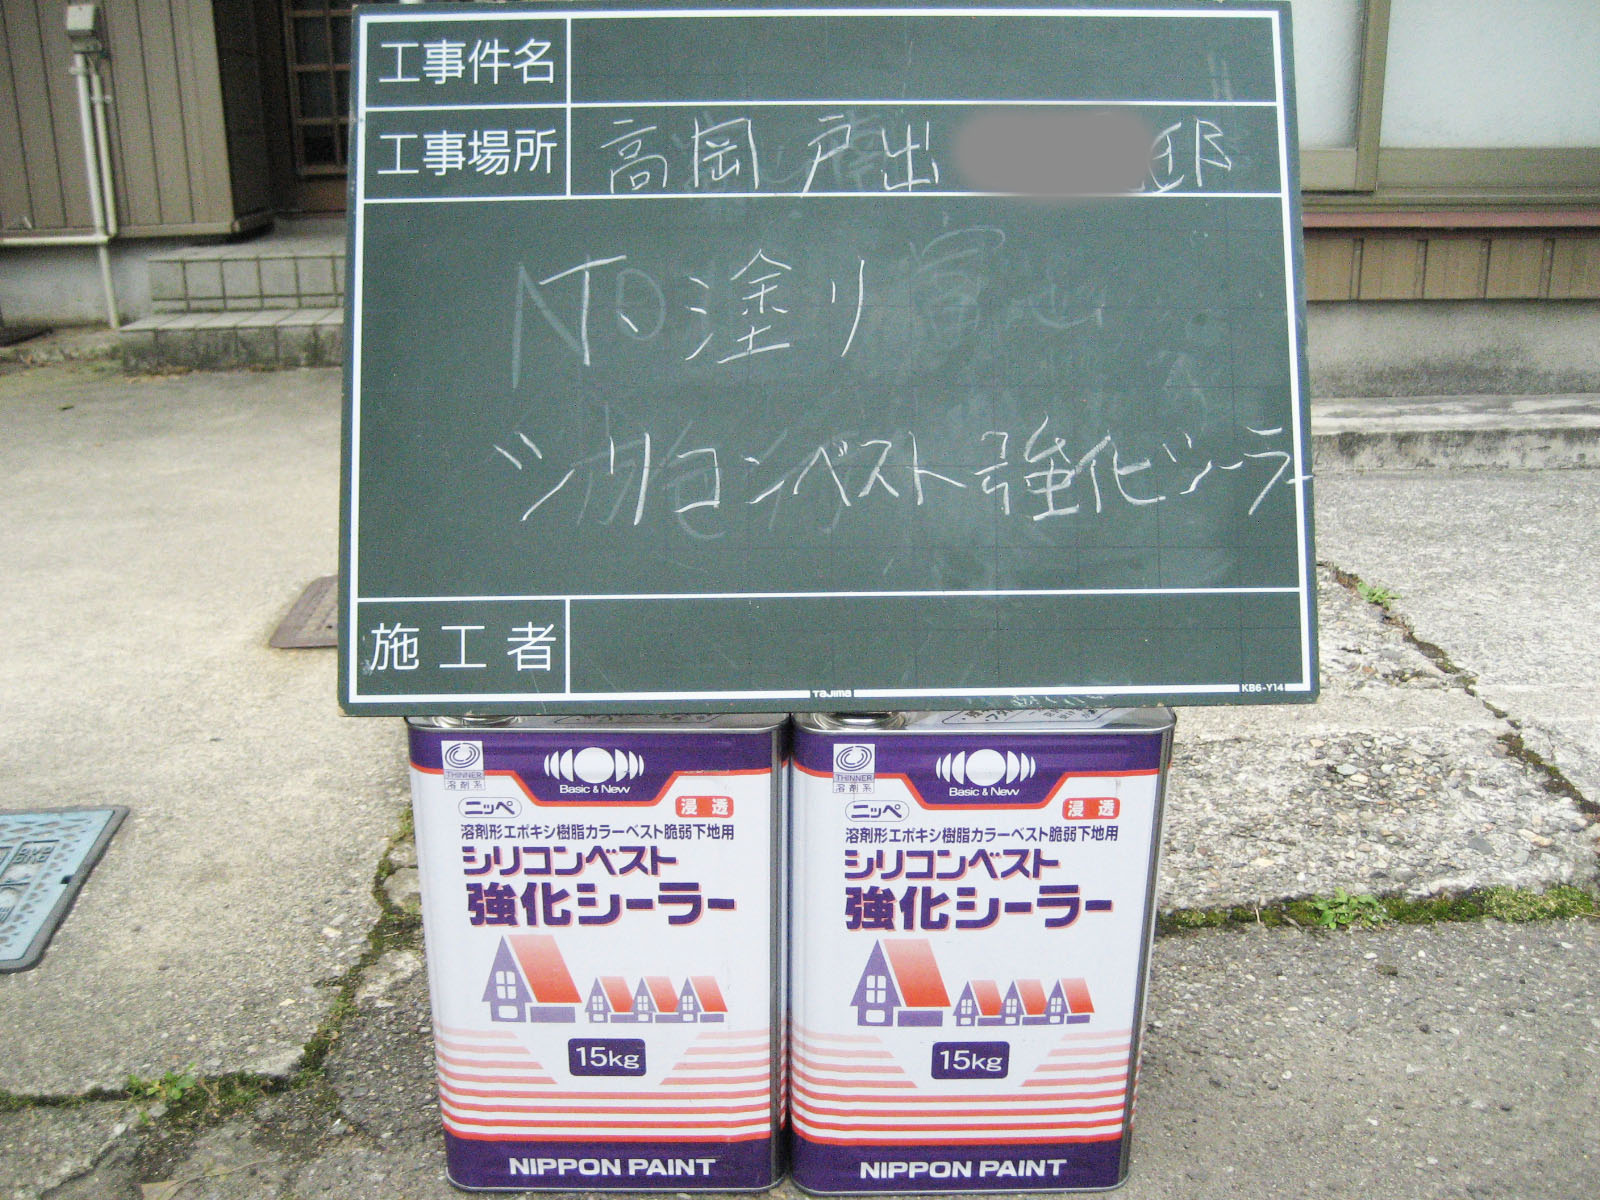 工事件名
工事場所 高岡 戸出 邸
下塗り
シリコンベスト強化シーラー
施工者
Tajima
KB6-Y14
THINNER
溶剤系
Basic & New
ニッペ 浸透
溶剤形エポキシ樹脂カラーベスト脆弱下地用
シリコンベスト
強化シーラー
15kg
NIPPON PAINT
THINNER
溶剤系
Basic & New
ニッペ 浸透
溶剤形エポキシ樹脂カラーベスト脆弱下地用
シリコンベスト
強化シーラー
15kg
NIPPON PAINT